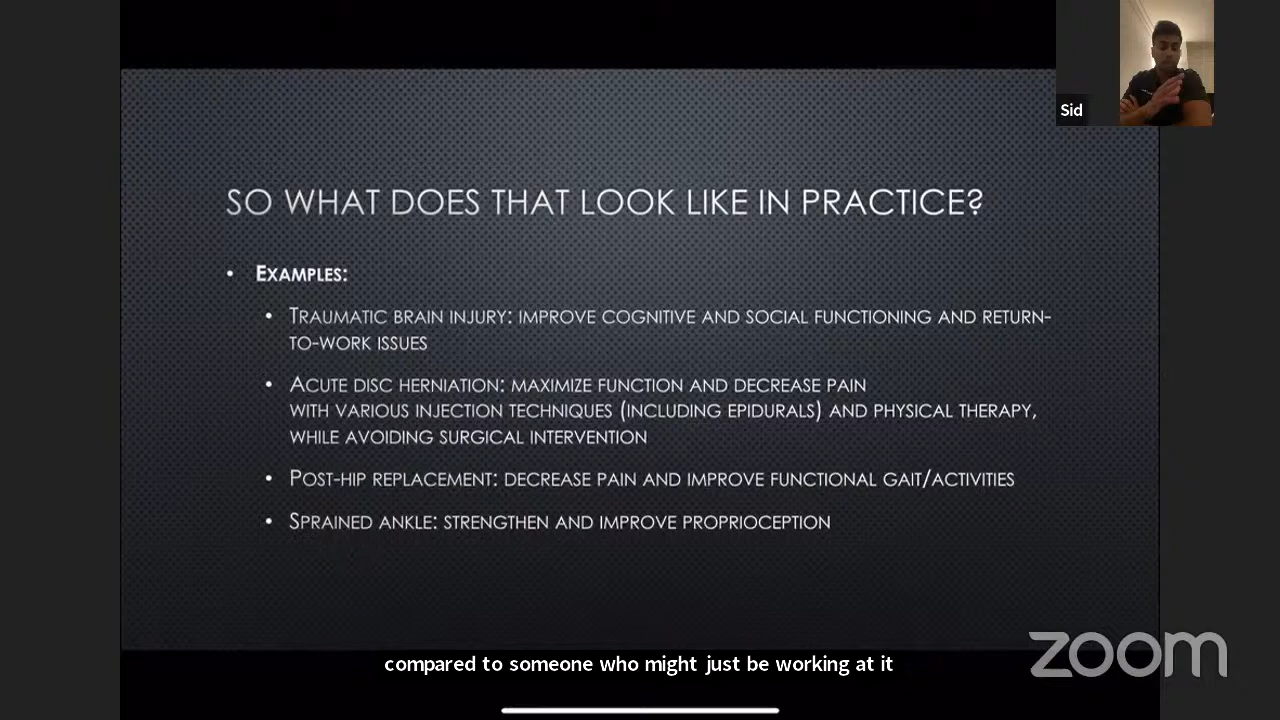 Sid
SO WHAT DOES THAT LOOK LIKE IN PRACTICE?
• EXAMPLES:
• TRAUMATIC BRAIN INJURY: IMPROVE COGNITIVE AND SOCIAL FUNCTIONING AND RETURN-
TO-WORK ISSUES
• ACUTE DISC HERNIATION: MAXIMIZE FUNCTION AND DECREASE PAIN
WITH VARIOUS INJECTION TECHNIQUES (INCLUDING EPIDURALS) AND PHYSICAL THERAPY,
WHILE AVOIDING SURGICAL INTERVENTION
• POST-HIP REPLACEMENT: DECREASE PAIN AND IMPROVE FUNCTIONAL GAIT/ACTIVITIES
• SPRAINED ANKLE: STRENGTHEN AND IMPROVE PROPRIOCEPTION
zoom
compared to someone who might just be working at it